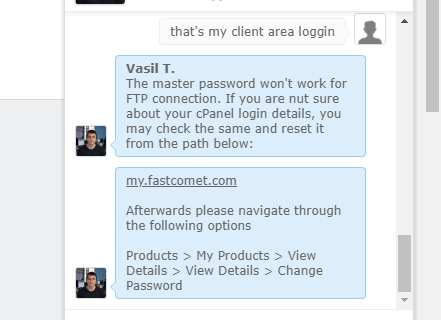 that's my client area loggin
Vasil T.
The master password won't work for
FTP connection. If you are nut sure
about your cPanel login details, you
may check the same and reset it
from the path below:
my.fastcomet.com
Afterwards please navigate through
the following options
Products > My Products > View
Details > View Details > Change
Password